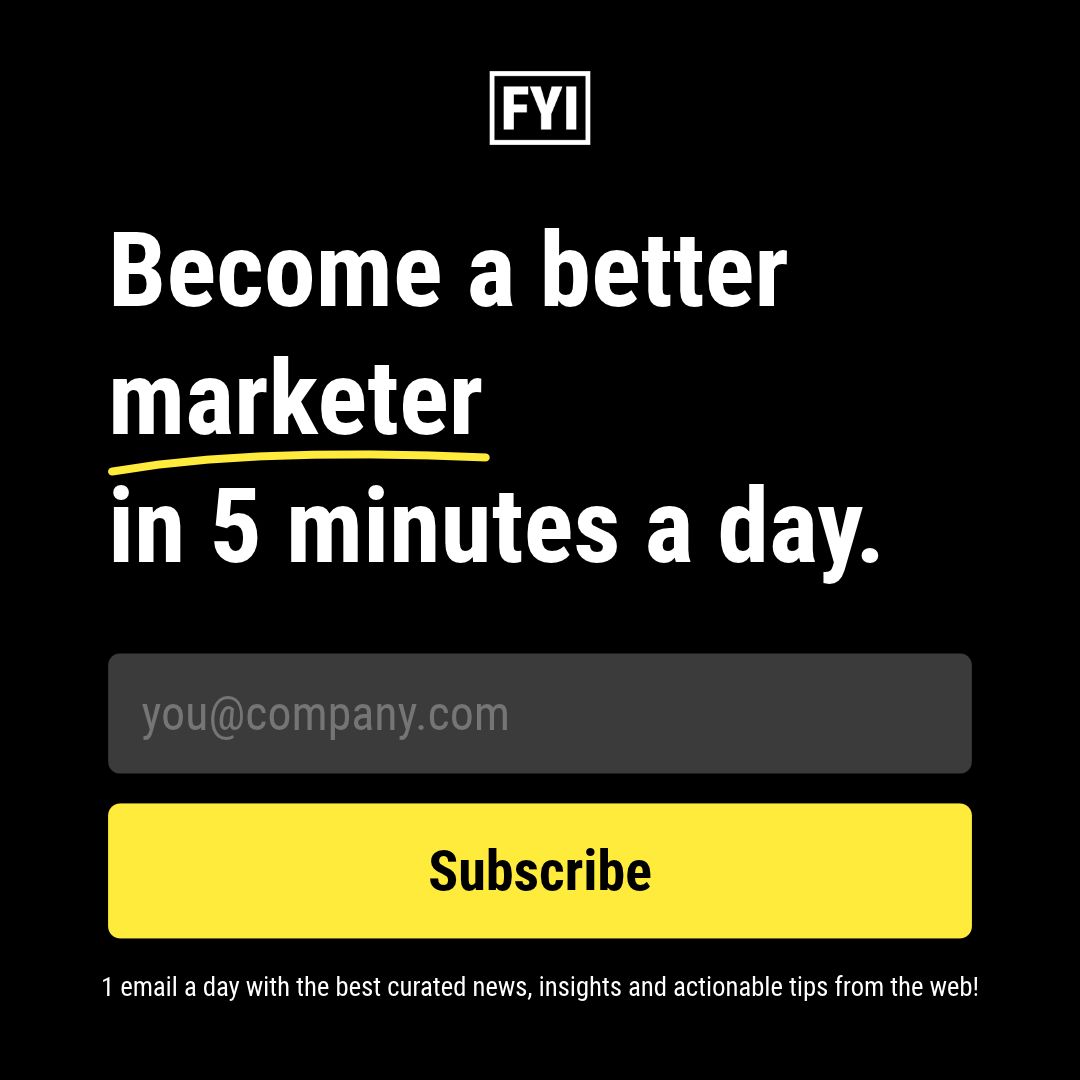 FYI
Become a better
marketer
in 5 minutes a day.
you@company.com
Subscribe
1 email a day with the best curated news, insights and actionable tips from the web!